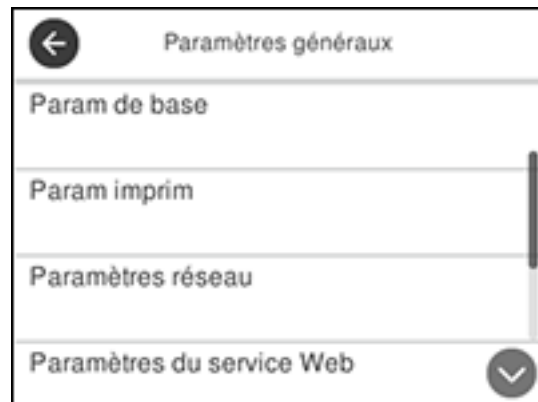 Paramètres généraux
Param de base
Param imprim
Paramètres réseau
Paramètres du service Web